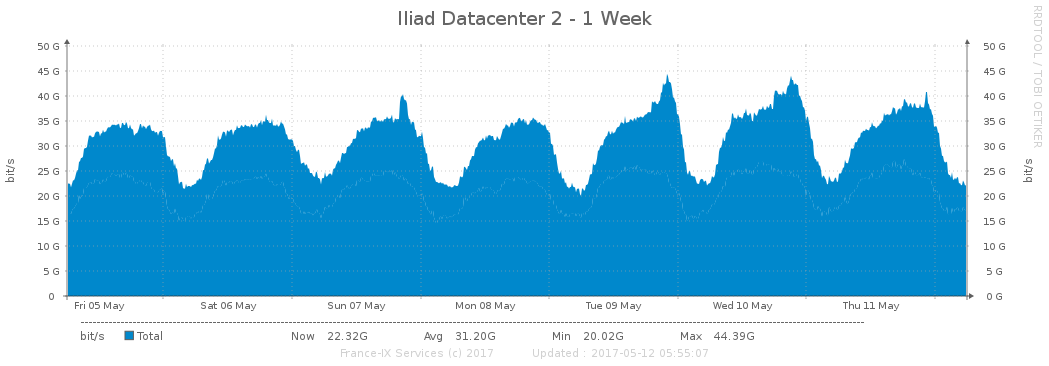 Iliad Datacenter 2 - 1 Week
RRDTOOL / TOBI OETIKER
bit/s
50 G 50 G
45 G 45 G
40 G 40 G
35 G 35 G
30 G 30 G
25 G 25 G
20 G 20 G
15 G 15 G
10 G 10 G
5 G 5 G
0 0 G
bit/s
Fri 05 May Sat 06 May Sun 07 May Mon 08 May Tue 09 May Wed 10 May Thu 11 May
bit/s Total Now 22.32G Avg 31.20G Min 20.02G Max 44.39G
France-IX Services (c) 2017 Updated : 2017-05-12 05:55:07